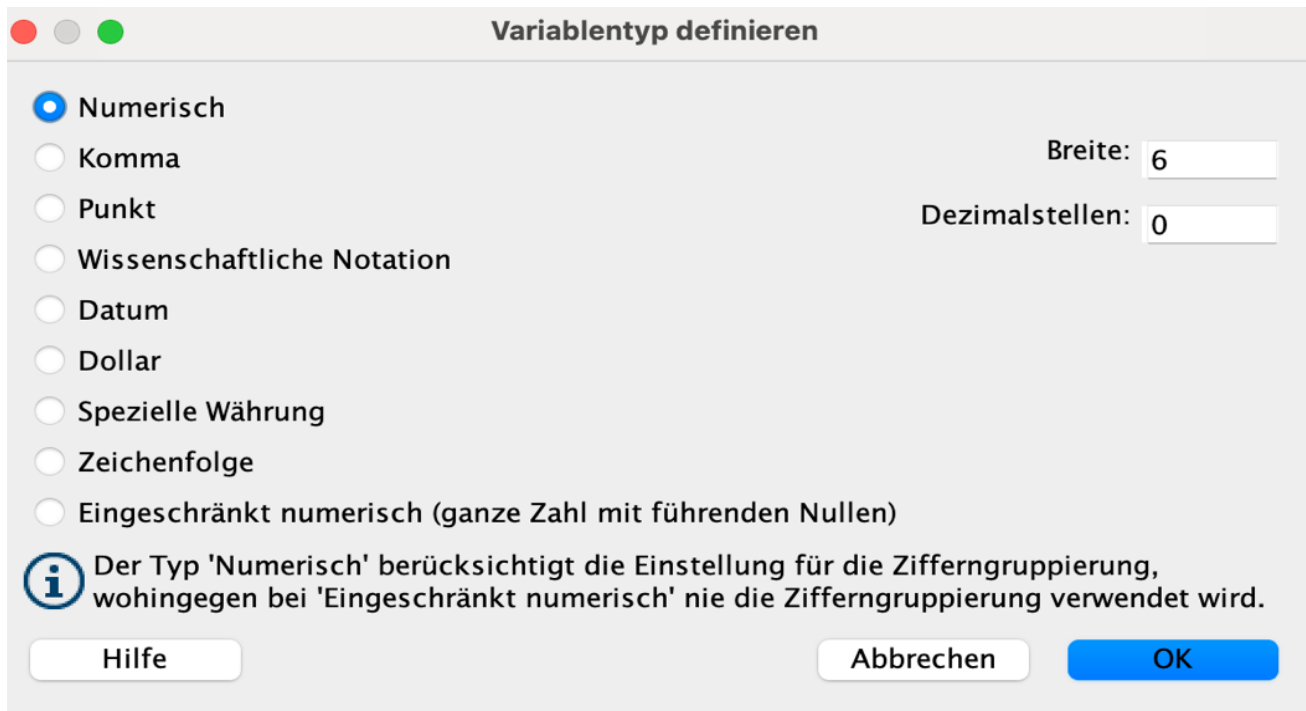 Variablentyp definieren
Numerisch
Komma
Punkt
Wissenschaftliche Notation
Datum
Dollar
Spezielle Währung
Zeichenfolge
Eingeschränkt numerisch (ganze Zahl mit führenden Nullen)
Breite: 6
Dezimalstellen: 0
Der Typ 'Numerisch' berücksichtigt die Einstellung für die Zifferngruppierung,
wohingegen bei 'Eingeschränkt numerisch' nie die Zifferngruppierung verwendet wird.
Hilfe
Abbrechen
OK